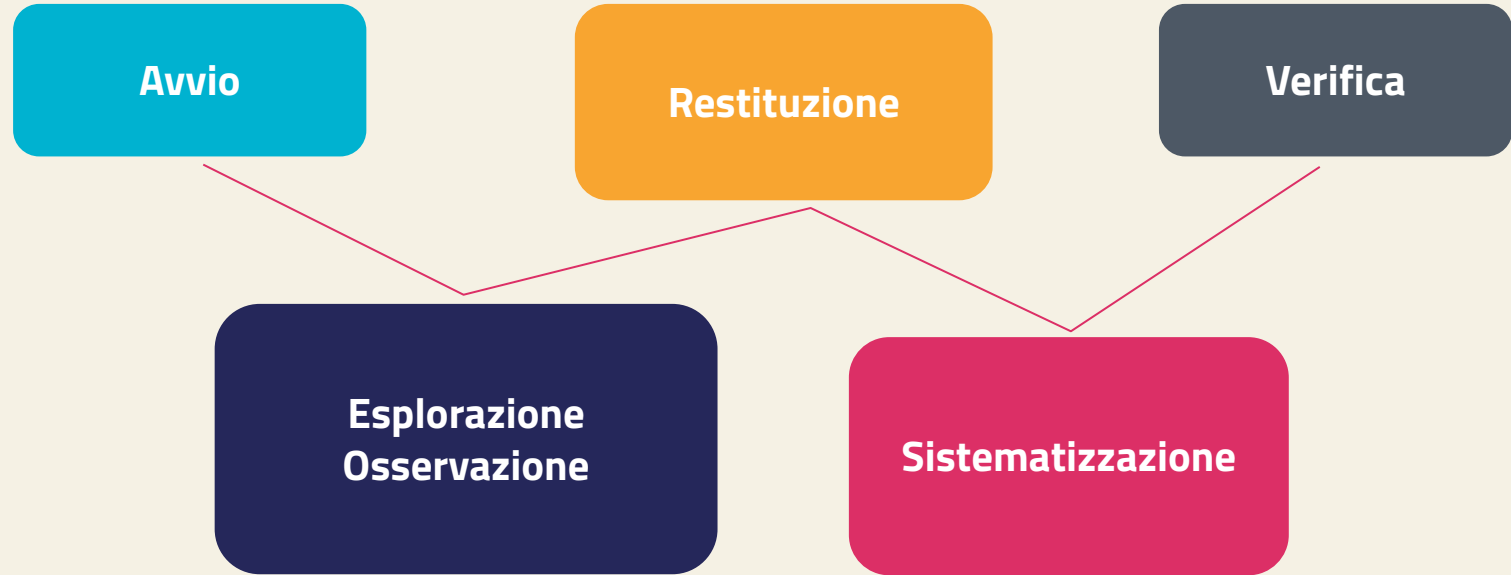 Avvio
Restituzione
Verifica
Esplorazione
Osservazione
Sistematizzazione